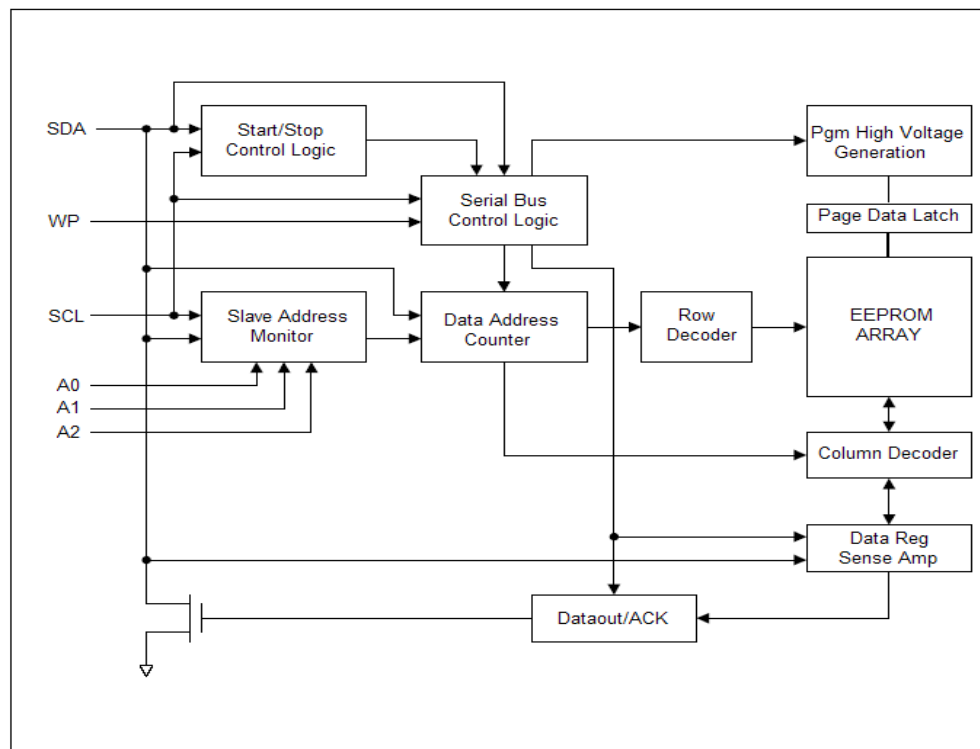 SDA
Start/Stop
Control Logic
Pgm High Voltage
Generation
WP
Serial Bus
Control Logic
Page Data Latch
SCL
Slave Address
Monitor
Data Address
Counter
Row
Decoder
EEPROM
ARRAY
A0
A1
A2
Column Decoder
Data Reg
Sense Amp
Dataout/ACK